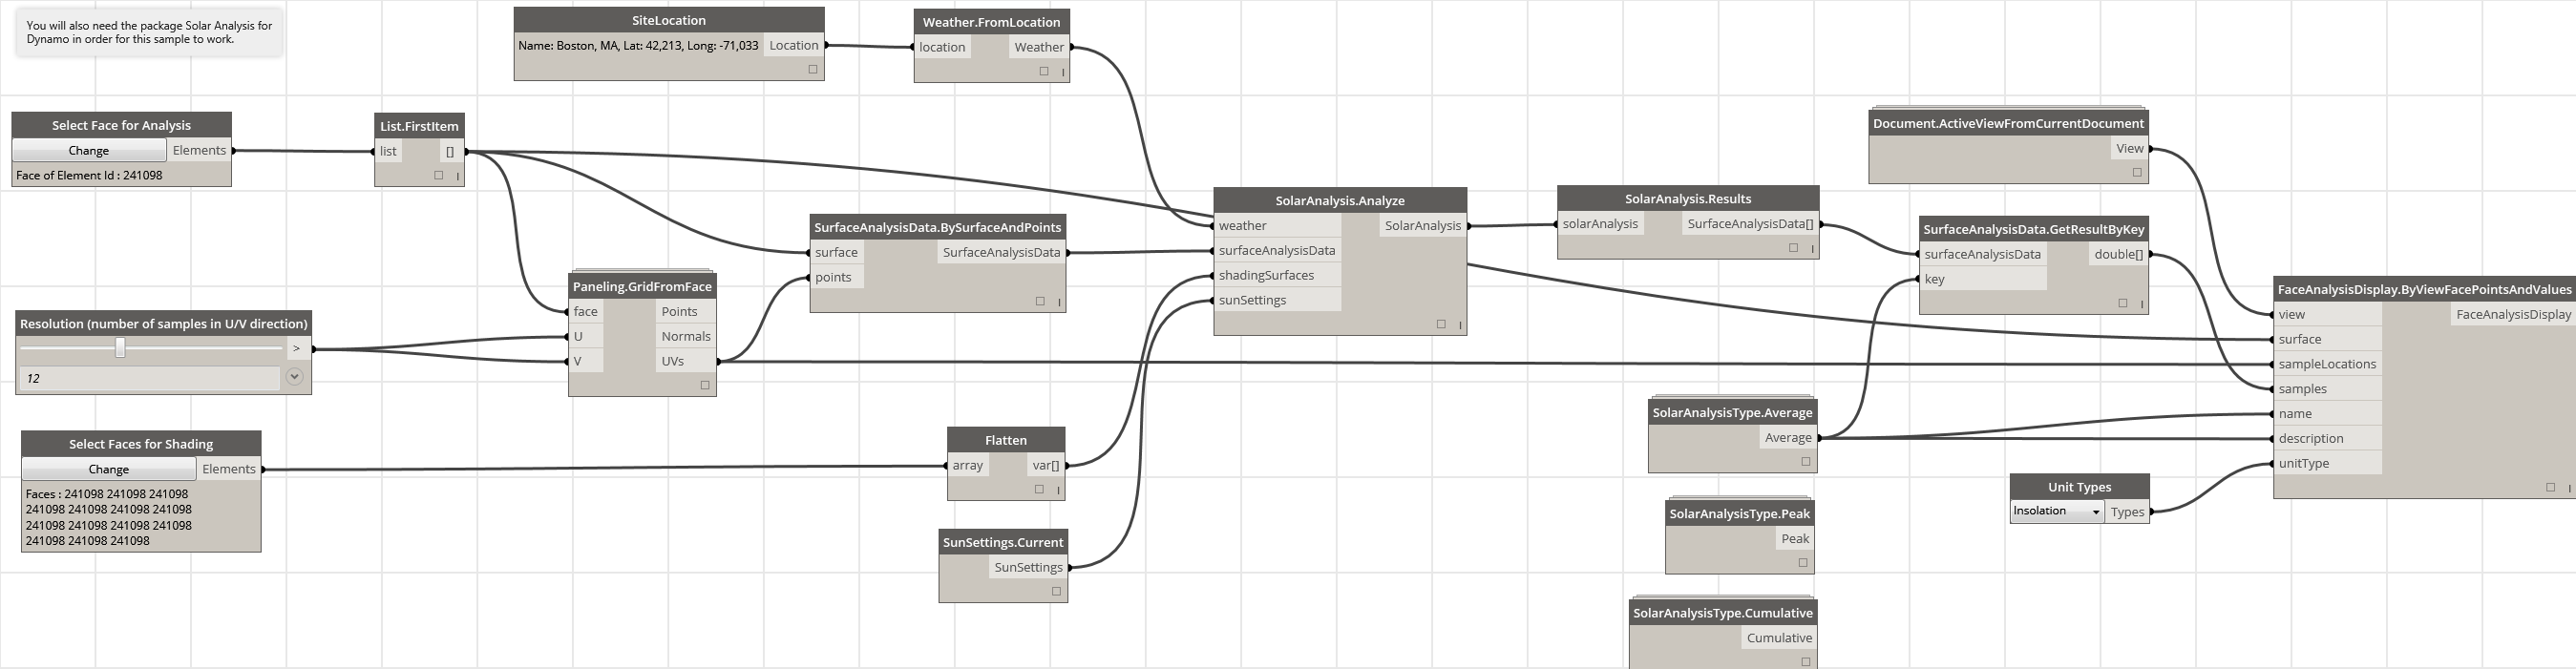 You will also need the package Solar Analysis for
Dynamo in order for this sample to work.
SiteLocation
Name: Boston, MA, Lat: 42,213, Long: -71,033 Location
Weather.FromLocation
location Weather
Select Face for Analysis
Change Elements
Face of Element Id : 241098
List.FirstItem
list []
Resolution (number of samples in U/V direction)
>
12
Select Faces for Shading
Change Elements
Faces : 241098 241098 241098
241098 241098 241098 241098
241098 241098 241098 241098
241098 241098 241098
Paneling.GridFromFace
face Points
U Normals
V UVs
SurfaceAnalysisData.BySurfaceAndPoints
surface SurfaceAnalysisData
points
Flatten
array var[]
SunSettings.Current
SunSettings
SolarAnalysis.Analyze
weather SolarAnalysis
surfaceAnalysisData
shadingSurfaces
sunSettings
SolarAnalysis.Results
solarAnalysis SurfaceAnalysisData[]
Document.ActiveViewFromCurrentDocument
View
SurfaceAnalysisData.GetResultByKey
surfaceAnalysisData double[]
key
SolarAnalysisType.Average
Average
SolarAnalysisType.Peak
Peak
SolarAnalysisType.Cumulative
Cumulative
Unit Types
Insolation Types
FaceAnalysisDisplay.ByViewFacePointsAndValues
view FaceAnalysisDisplay
surface
sampleLocations
samples
name
description
unitType